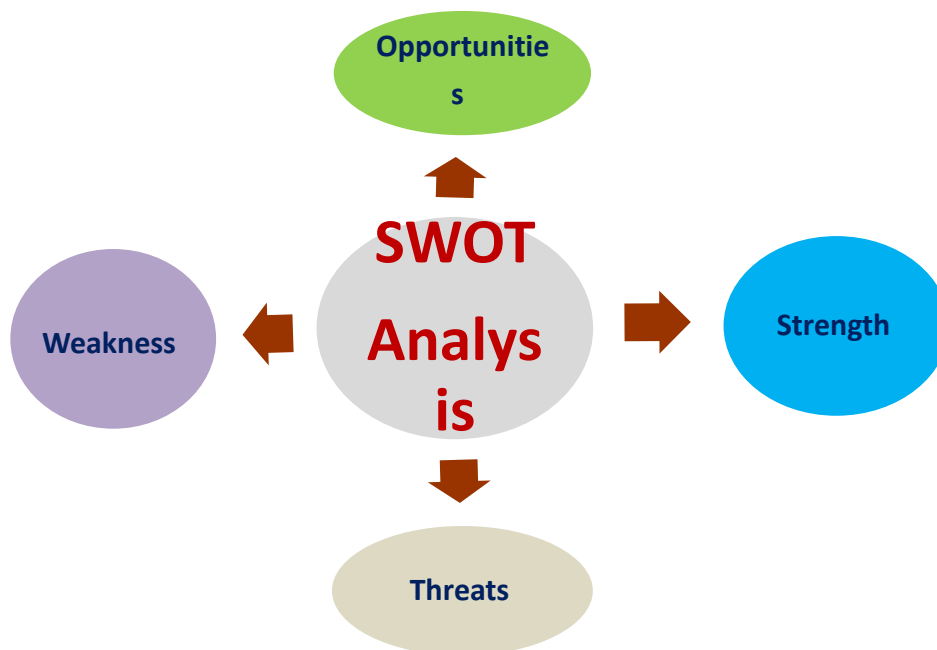 Opportunitie
s
SWOT
Analys
is
Weakness
Strength
Threats